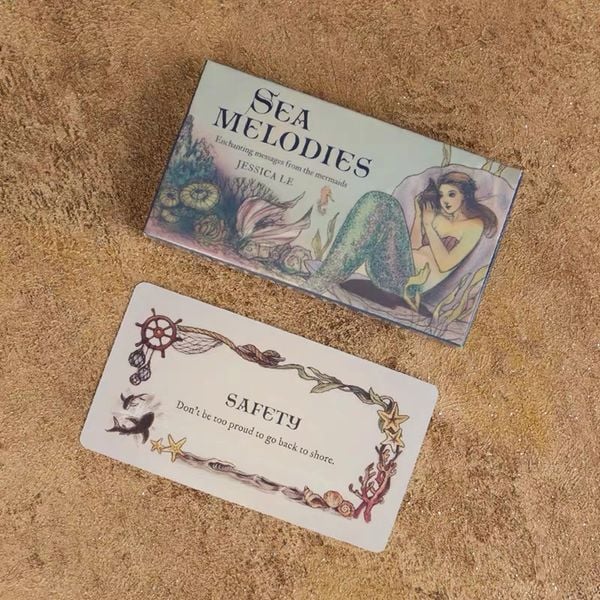 SEA
MELODIES
Enchanting messages from the mermaids
JESSICA LE
SAFETY
Don't be too proud to go back to shore.